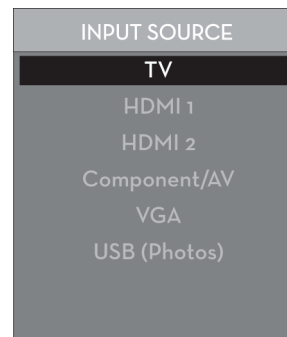 INPUT SOURCE
TV
HDMI 1
HDMI 2
Component/AV
VGA
USB (Photos)